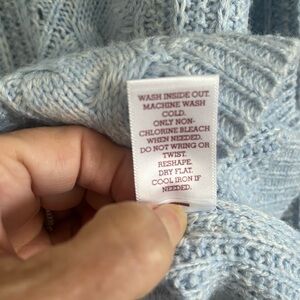 WASH INSIDE OUT.
MACHINE WASH
COLD.
ONLY NON-
CHLORINE BLEACH
WHEN NEEDED.
DO NOT WRING OR
TWIST.
RESHAPE.
DRY FLAT.
COOL IRON IF
NEEDED.